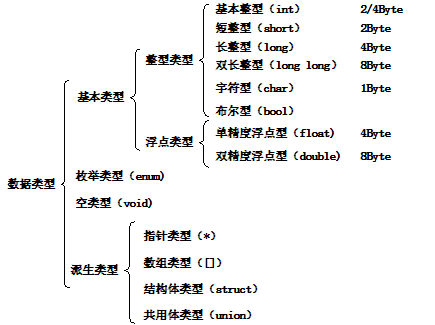 基本整型（int） 2/4Byte
短整型（short） 2Byte
整型类型 长整型（long） 4Byte
双长整型（long long） 8Byte
基本类型 字符型（char） 1Byte
布尔型（bool）
浮点类型 单精度浮点型（float） 4Byte
双精度浮点型（double） 8Byte
数据类型 枚举类型（enum）
空类型（void）
指针类型（*）
派生类型 数组类型（[]）
结构体类型（struct）
共用体类型（union）